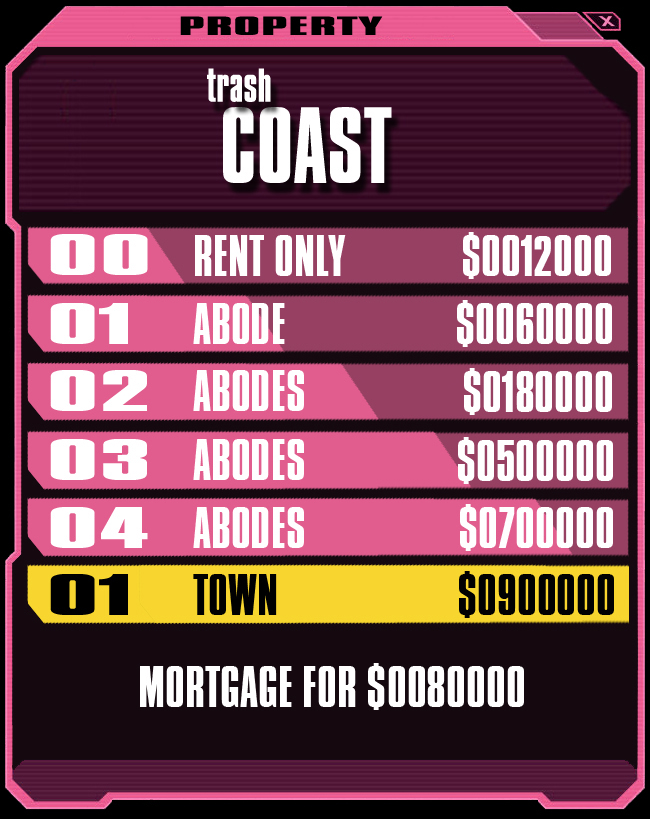 PROPERTY X
trash
COAST
00 RENT ONLY $0012000
01 ABODE $0060000
02 ABODES $0180000
03 ABODES $0500000
04 ABODES $0700000
01 TOWN $0900000
MORTGAGE FOR $0080000